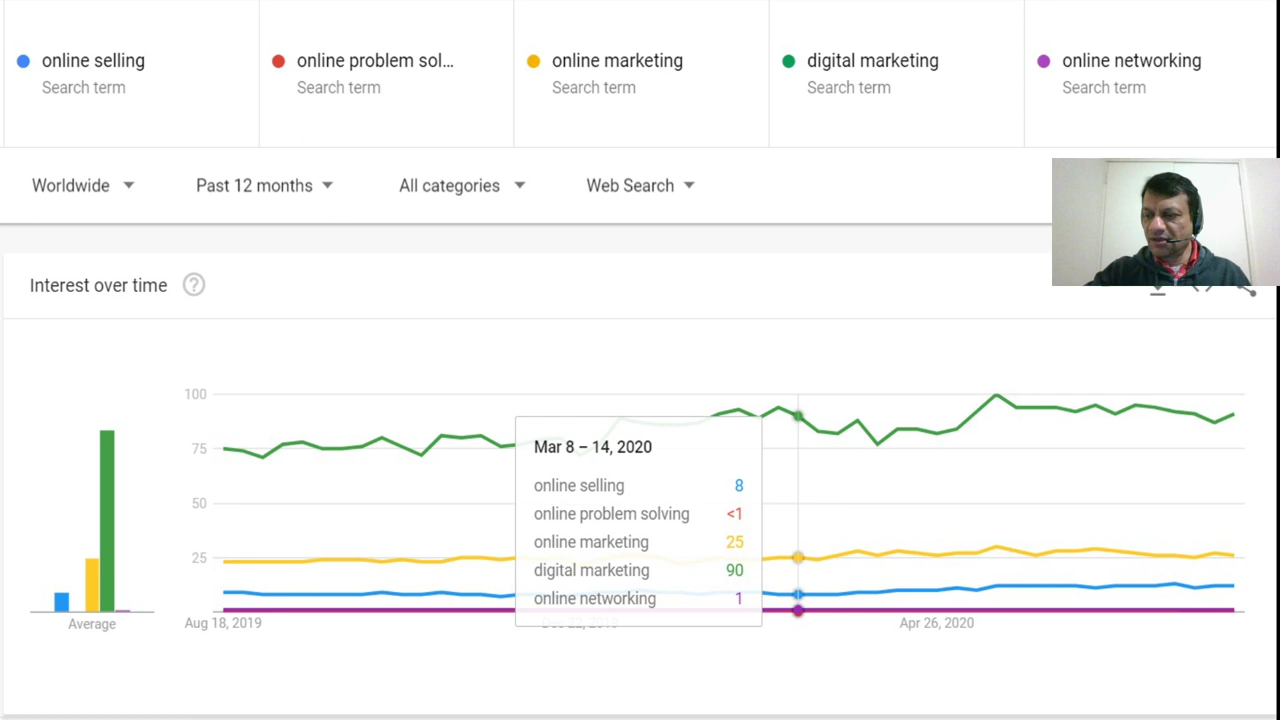 online selling
Search term
online problem sol...
Search term
online marketing
Search term
digital marketing
Search term
online networking
Search term
Worldwide
Past 12 months
All categories
Web Search
Interest over time
?
100
75
50
25
Mar 8 – 14, 2020
online selling 8
online problem solving <1
online marketing 25
digital marketing 90
online networking 1
Average
Aug 18, 2019
Dec 22, 2019
Apr 26, 2020